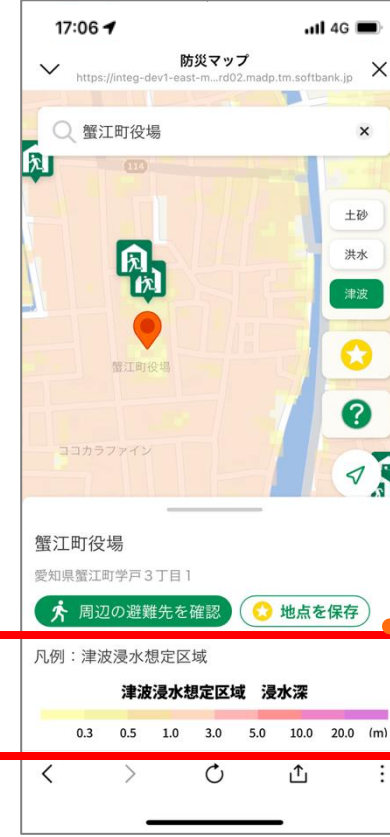 17:06
4G
防災マップ
https://integ-dev1-east-m...rd02.madp.tm.softbank.jp
蟹江町役場
114
土砂
洪水
津波
蟹江町役場
ココカラファイン
蟹江町役場
愛知県蟹江町学戸3丁目1
周辺の避難先を確認
地点を保存
凡例：津波浸水想定区域
津波浸水想定区域 浸水深
0.3 0.5 1.0 3.0 5.0 10.0 20.0 (m)